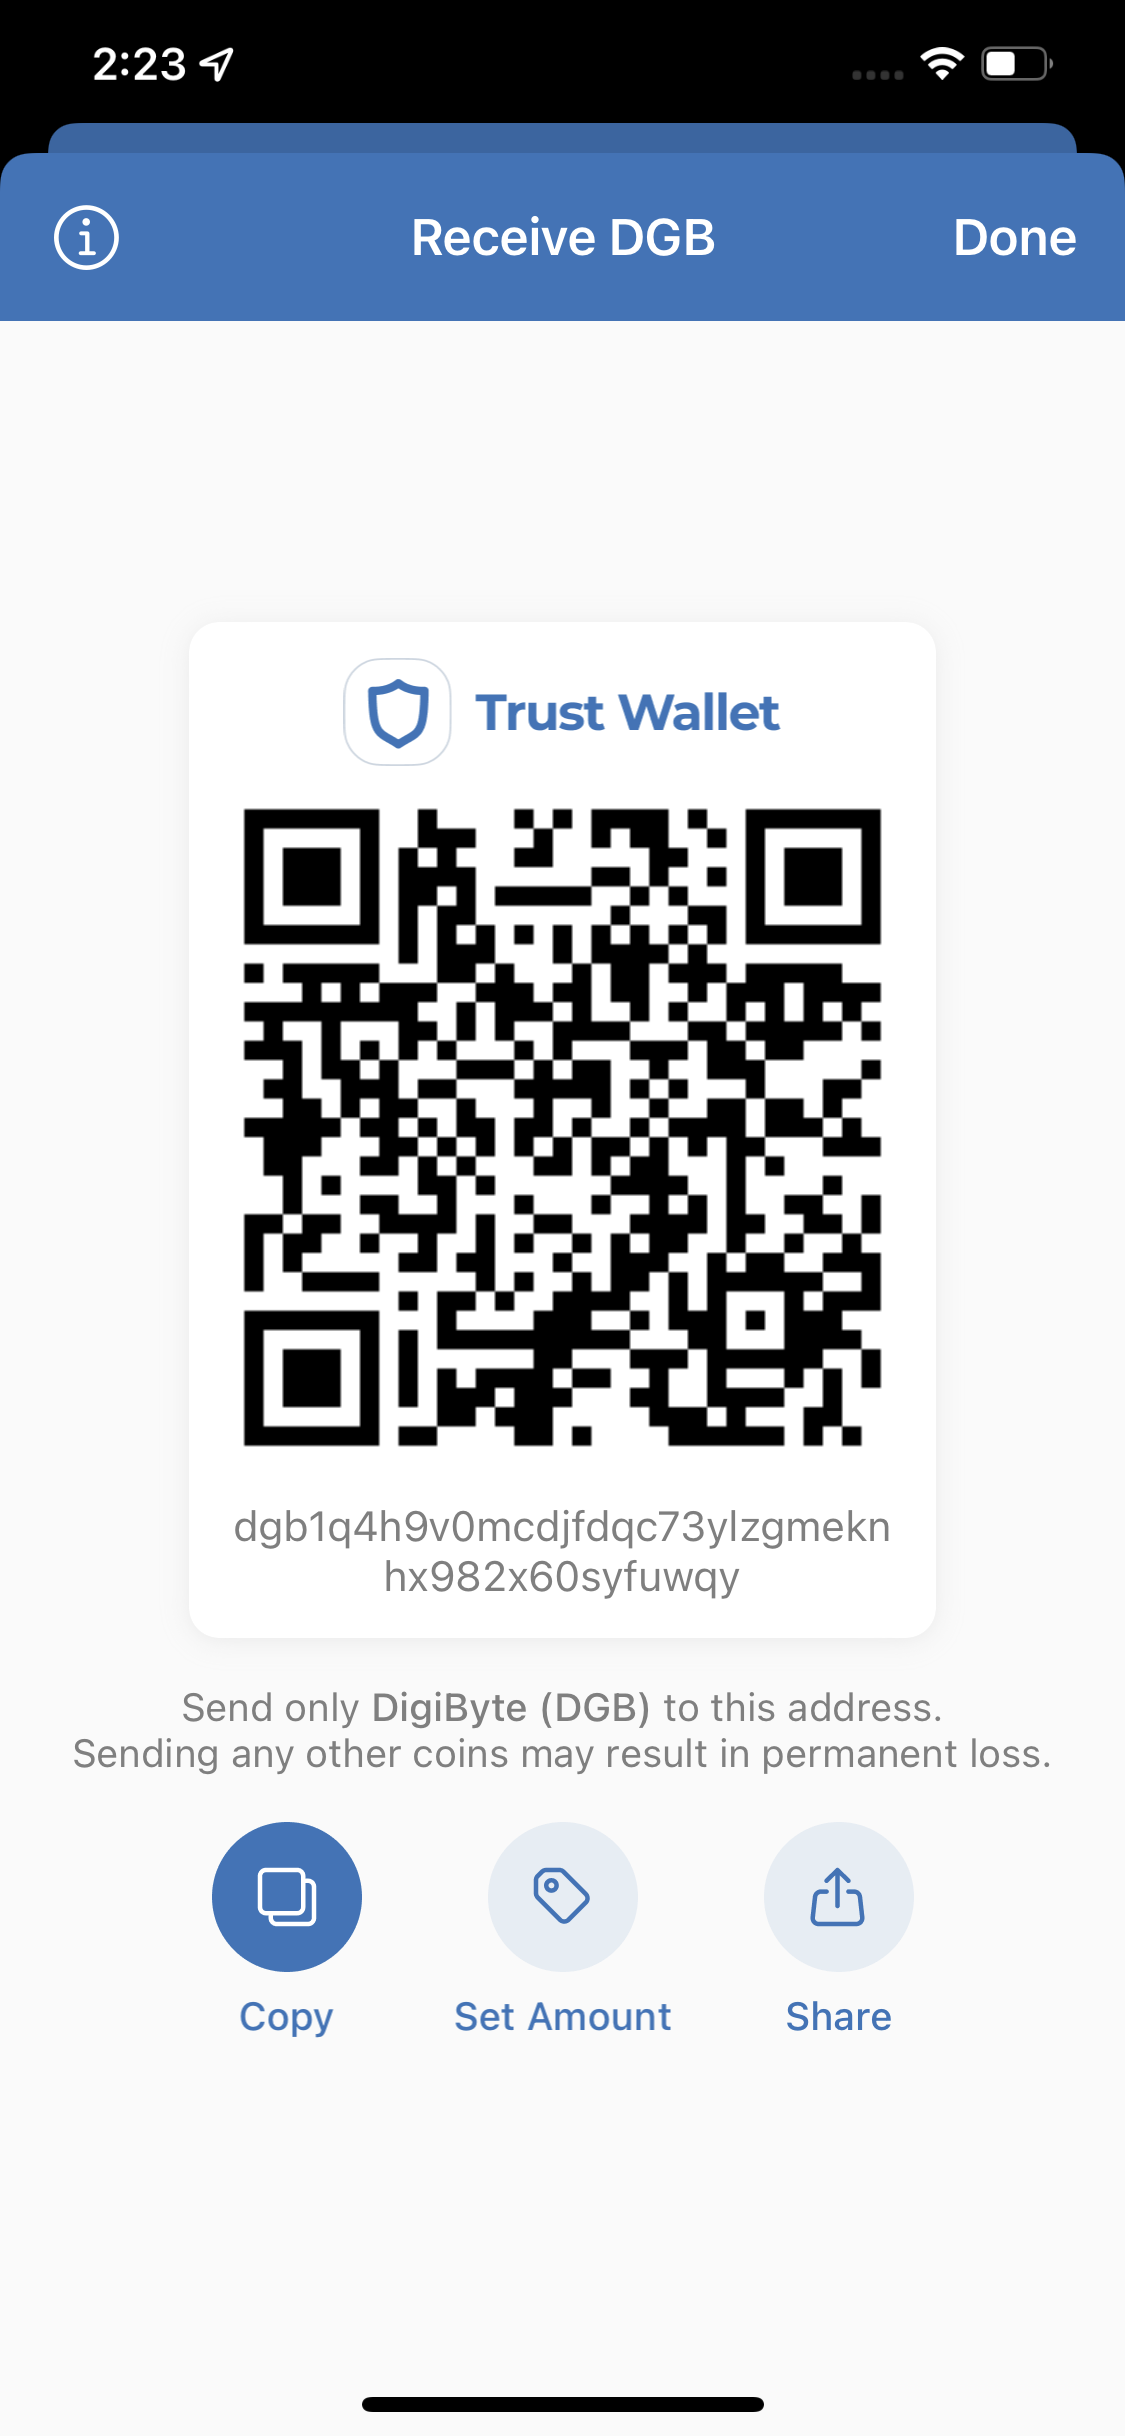 2:23
Receive DGB
Done
Trust Wallet
dgb1q4h9v0mcdjfdqc73ylzgmekn
hx982x60syfuwqy
Send only DigiByte (DGB) to this address.
Sending any other coins may result in permanent loss.
Copy
Set Amount
Share